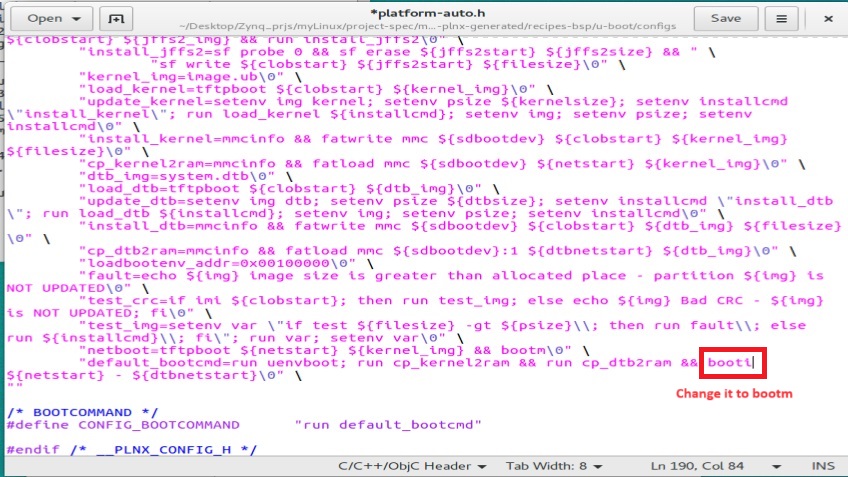 Open
*platform-auto.h
~/Desktop/Zynq_prjs/myLinux/project-spec/m...-plnx-generated/recipes-bsp/u-boot/configs
Save
${clobstart} ${jffs2_img} && run install_jffs2\0" \
"install_jffs2=sf probe 0 && sf erase ${jffs2start} ${jffs2size} && " \
"sf write ${clobstart} ${jffs2start} ${filesize}\0" \
"kernel_img=image.ub\0" \
"load_kernel=tftpboot ${clobstart} ${kernel_img}\0" \
"update_kernel=setenv img kernel; setenv psize ${kernelsize}; setenv installcmd
\"install_kernel\"; run load_kernel ${installcmd}; setenv img; setenv psize; setenv
installcmd\0" \
"install_kernel=mmcinfo && fatwrite mmc ${sdbootdev} ${clobstart} ${kernel_img}
${filesize}\0" \
"cp_kernel2ram=mmcinfo && fatload mmc ${sdbootdev} ${netstart} ${kernel_img}\0" \
"dtb_img=system.dtb\0" \
"load_dtb=tftpboot ${clobstart} ${dtb_img}\0" \
"update_dtb=setenv img dtb; setenv psize ${dtbsize}; setenv installcmd \"install_dtb
\"; run load_dtb ${installcmd}; setenv img; setenv psize; setenv installcmd\0" \
"install_dtb=mmcinfo && fatwrite mmc ${sdbootdev} ${clobstart} ${dtb_img} ${filesize}
\0" \
"cp_dtb2ram=mmcinfo && fatload mmc ${sdbootdev}:1 ${dtbnetstart} ${dtb_img}\0" \
"loadbootenv_addr=0x00100000\0" \
"fault=echo ${img} image size is greater than allocated place - partition ${img} is
NOT UPDATED\0" \
"test_crc=if imi ${clobstart}; then run test_img; else echo ${img} Bad CRC - ${img}
is NOT UPDATED; fi\0" \
"test_img=setenv var \"if test ${filesize} -gt ${psize}\\; then run fault\\; else
run ${installcmd}\\; fi\"; run var; setenv var\0" \
"netboot=tftpboot ${netstart} ${kernel_img} && bootm\0" \
"default_bootcmd=run uenvboot; run cp_kernel2ram && run cp_dtb2ram && booti
${netstart} - ${dtbnetstart}\0" \
""
Change it to bootm
/* BOOTCOMMAND */
#define CONFIG_BOOTCOMMAND "run default_bootcmd"
#endif /* __PLNX_CONFIG_H */
C/C++/ObjC Header Tab Width: 8 Ln 190, Col 84 INS